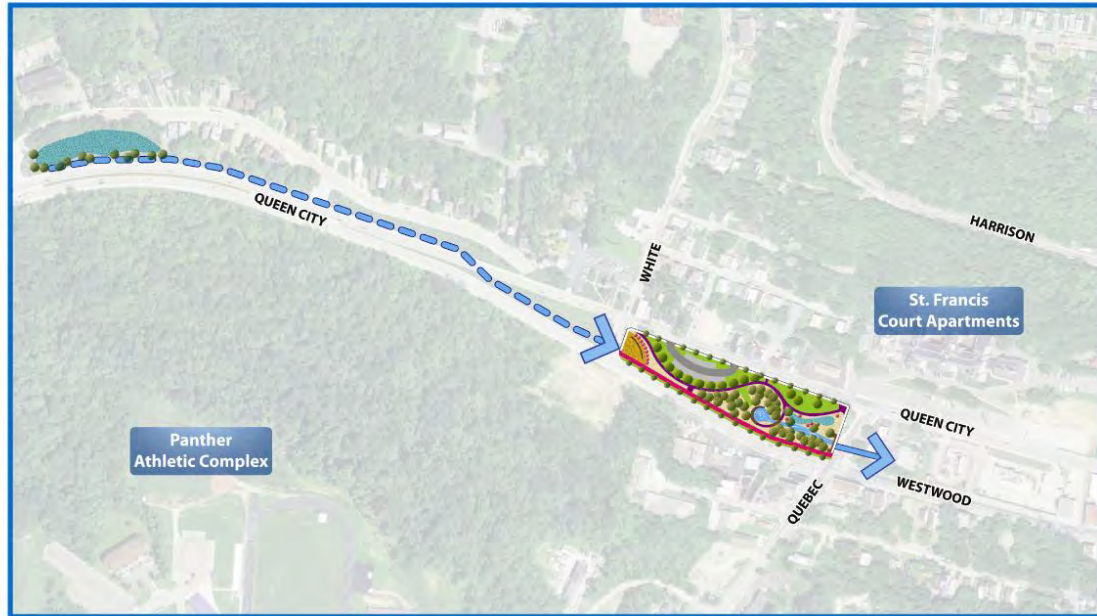 QUEEN CITY
WHITE
HARRISON
St. Francis
Court Apartments
Panther
Athletic Complex
QUEEN CITY
WESTWOOD
QUEBEC